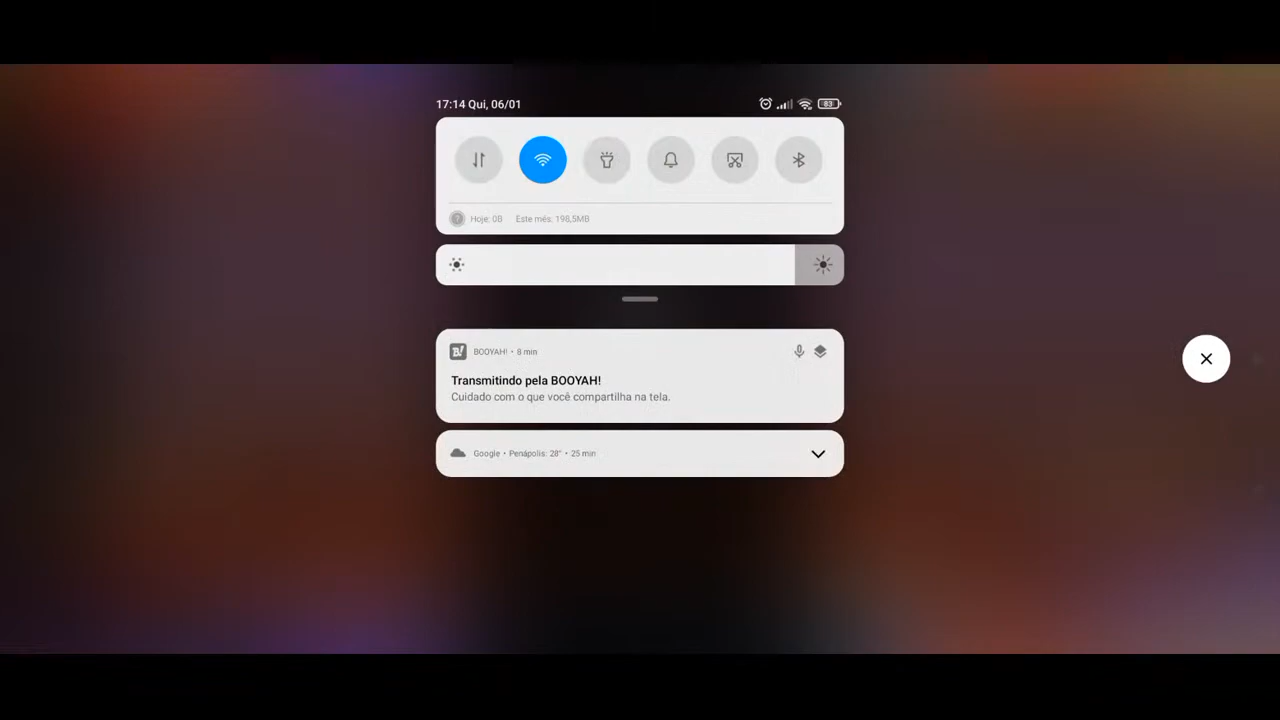 17:14 Qui, 06/01
83
Hoje: 0B Este mês: 198,5MB
B! BOOYAH! • 8 min
Transmitindo pela BOOYAH!
Cuidado com o que você compartilha na tela.
Google • Penápolis: 28° • 25 min